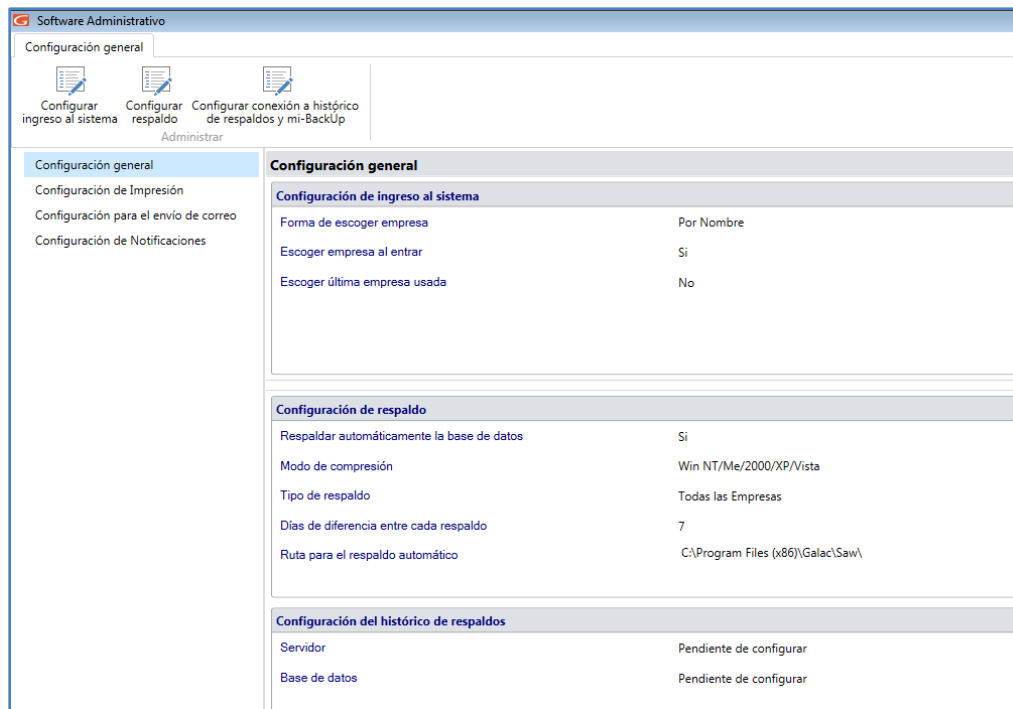 Software Administrativo
Configuración general
Configurar
ingreso al sistema
Configurar
respaldo
Configurar conexión a histórico
de respaldos y mi-BackUp
Administrar
Configuración general
Configuración de Impresión
Configuración para el envío de correo
Configuración de Notificaciones
Configuración general
Configuración de ingreso al sistema
Forma de escoger empresa Por Nombre
Escoger empresa al entrar Si
Escoger última empresa usada No
Configuración de respaldo
Respaldar automáticamente la base de datos Si
Modo de compresión Win NT/Me/2000/XP/Vista
Tipo de respaldo Todas las Empresas
Días de diferencia entre cada respaldo 7
Ruta para el respaldo automático C:\Program Files (x86)\Galac\Saw\
Configuración del histórico de respaldos
Servidor Pendiente de configurar
Base de datos Pendiente de configurar